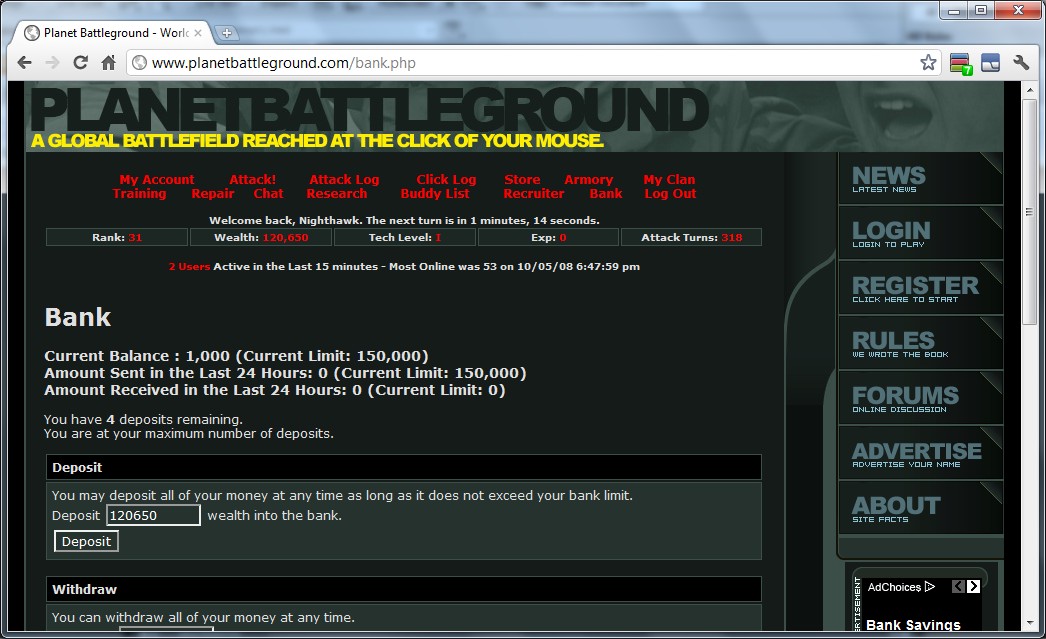 Planet Battleground - World
www.planetbattleground.com/bank.php
7
PLANETBATTLEGROUND
A GLOBAL BATTLEFIELD REACHED AT THE CLICK OF YOUR MOUSE.
My Account Attack! Attack Log Click Log Store Armory My Clan
Training Repair Chat Research Buddy List Recruiter Bank Log Out
Welcome back, Nighthawk. The next turn is in 1 minutes, 14 seconds.
Rank: 31 Wealth: 120,650 Tech Level: I Exp: 0 Attack Turns: 318
2 Users Active in the Last 15 minutes - Most Online was 53 on 10/05/08 6:47:59 pm
Bank
Current Balance : 1,000 (Current Limit: 150,000)
Amount Sent in the Last 24 Hours: 0 (Current Limit: 150,000)
Amount Received in the Last 24 Hours: 0 (Current Limit: 0)
You have 4 deposits remaining.
You are at your maximum number of deposits.
Deposit
You may deposit all of your money at any time as long as it does not exceed your bank limit.
Deposit 120650 wealth into the bank.
Deposit
Withdraw
You can withdraw all of your money at any time.
NEWS
LATEST NEWS
LOGIN
LOGIN TO PLAY
REGISTER
CLICK HERE TO START
RULES
WE WROTE THE BOOK
FORUMS
ONLINE DISCUSSION
ADVERTISE
ADVERTISE YOUR NAME
ABOUT
SITE FACTS
AdChoices
Bank Savings